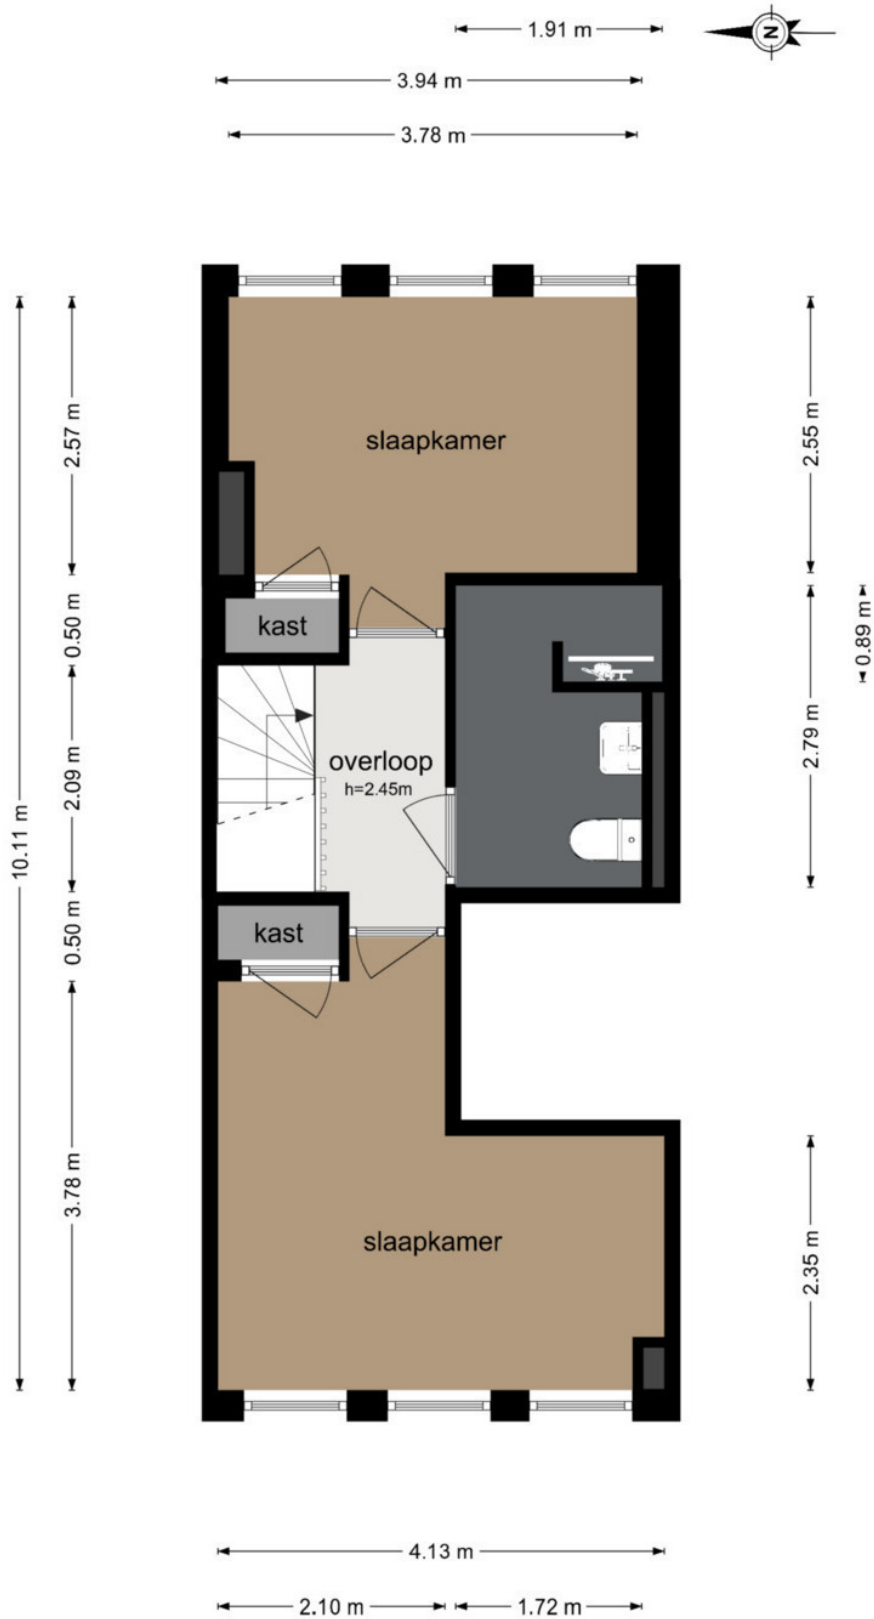 1.91 m
N
3.94 m
3.78 m
2.57 m
2.55 m
slaapkamer
kast
0.50 m
0.89 m
overloop
h=2.45m
2.09 m
2.79 m
10.11 m
kast
0.50 m
3.78 m
slaapkamer
2.35 m
4.13 m
2.10 m
1.72 m